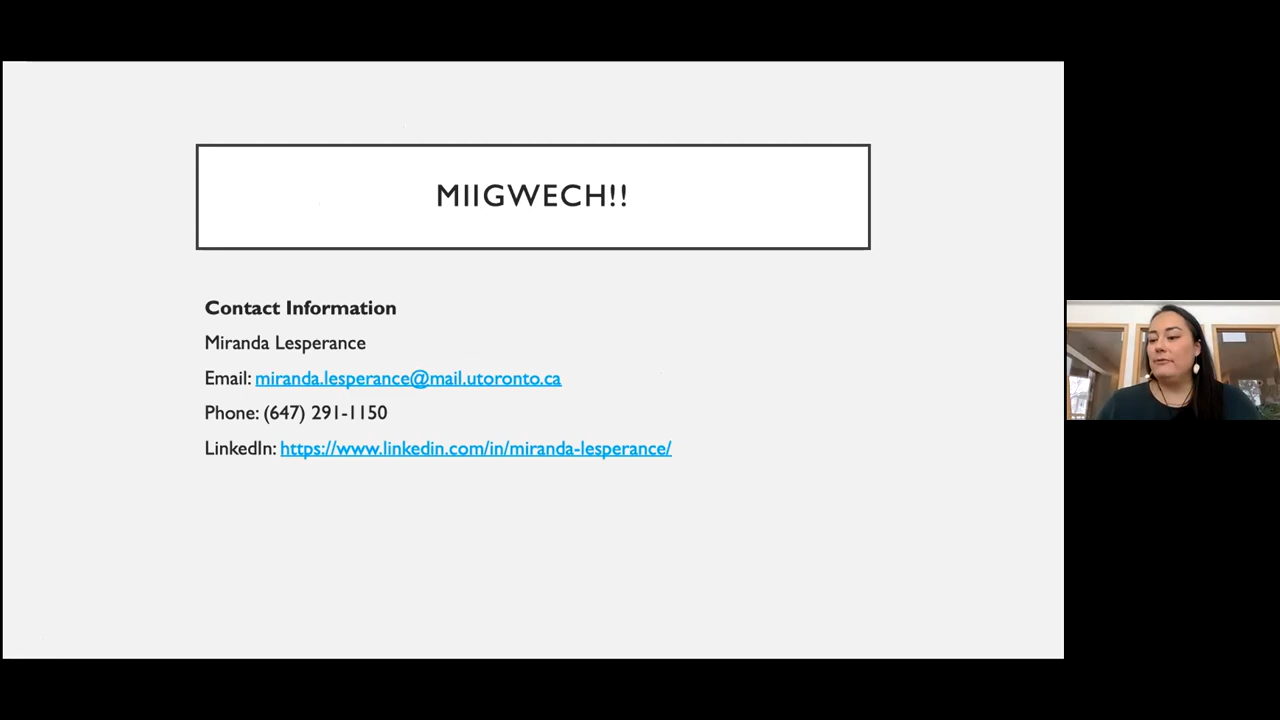 MIIGWECH!!
Contact Information
Miranda Lesperance
Email: miranda.lesperance@mail.utoronto.ca
Phone: (647) 291-1150
LinkedIn: https://www.linkedin.com/in/miranda-lesperance/